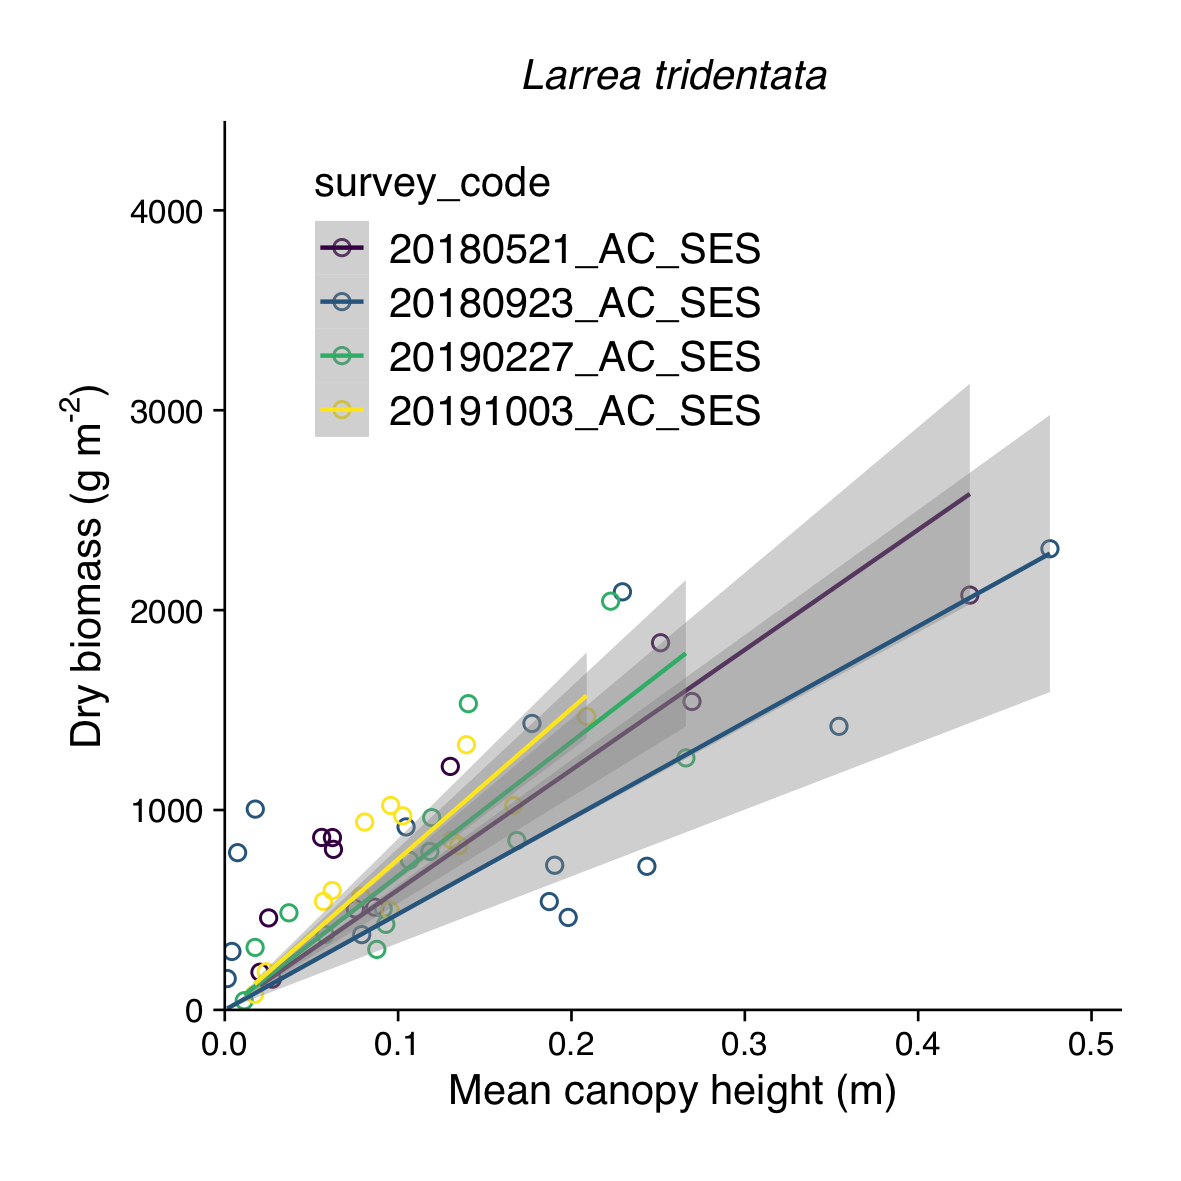 Larrea tridentata
survey_code
20180521_AC_SES
20180923_AC_SES
20190227_AC_SES
20191003_AC_SES
Dry biomass (g m-2)
4000
3000
2000
1000
0
0.0 0.1 0.2 0.3 0.4 0.5
Mean canopy height (m)